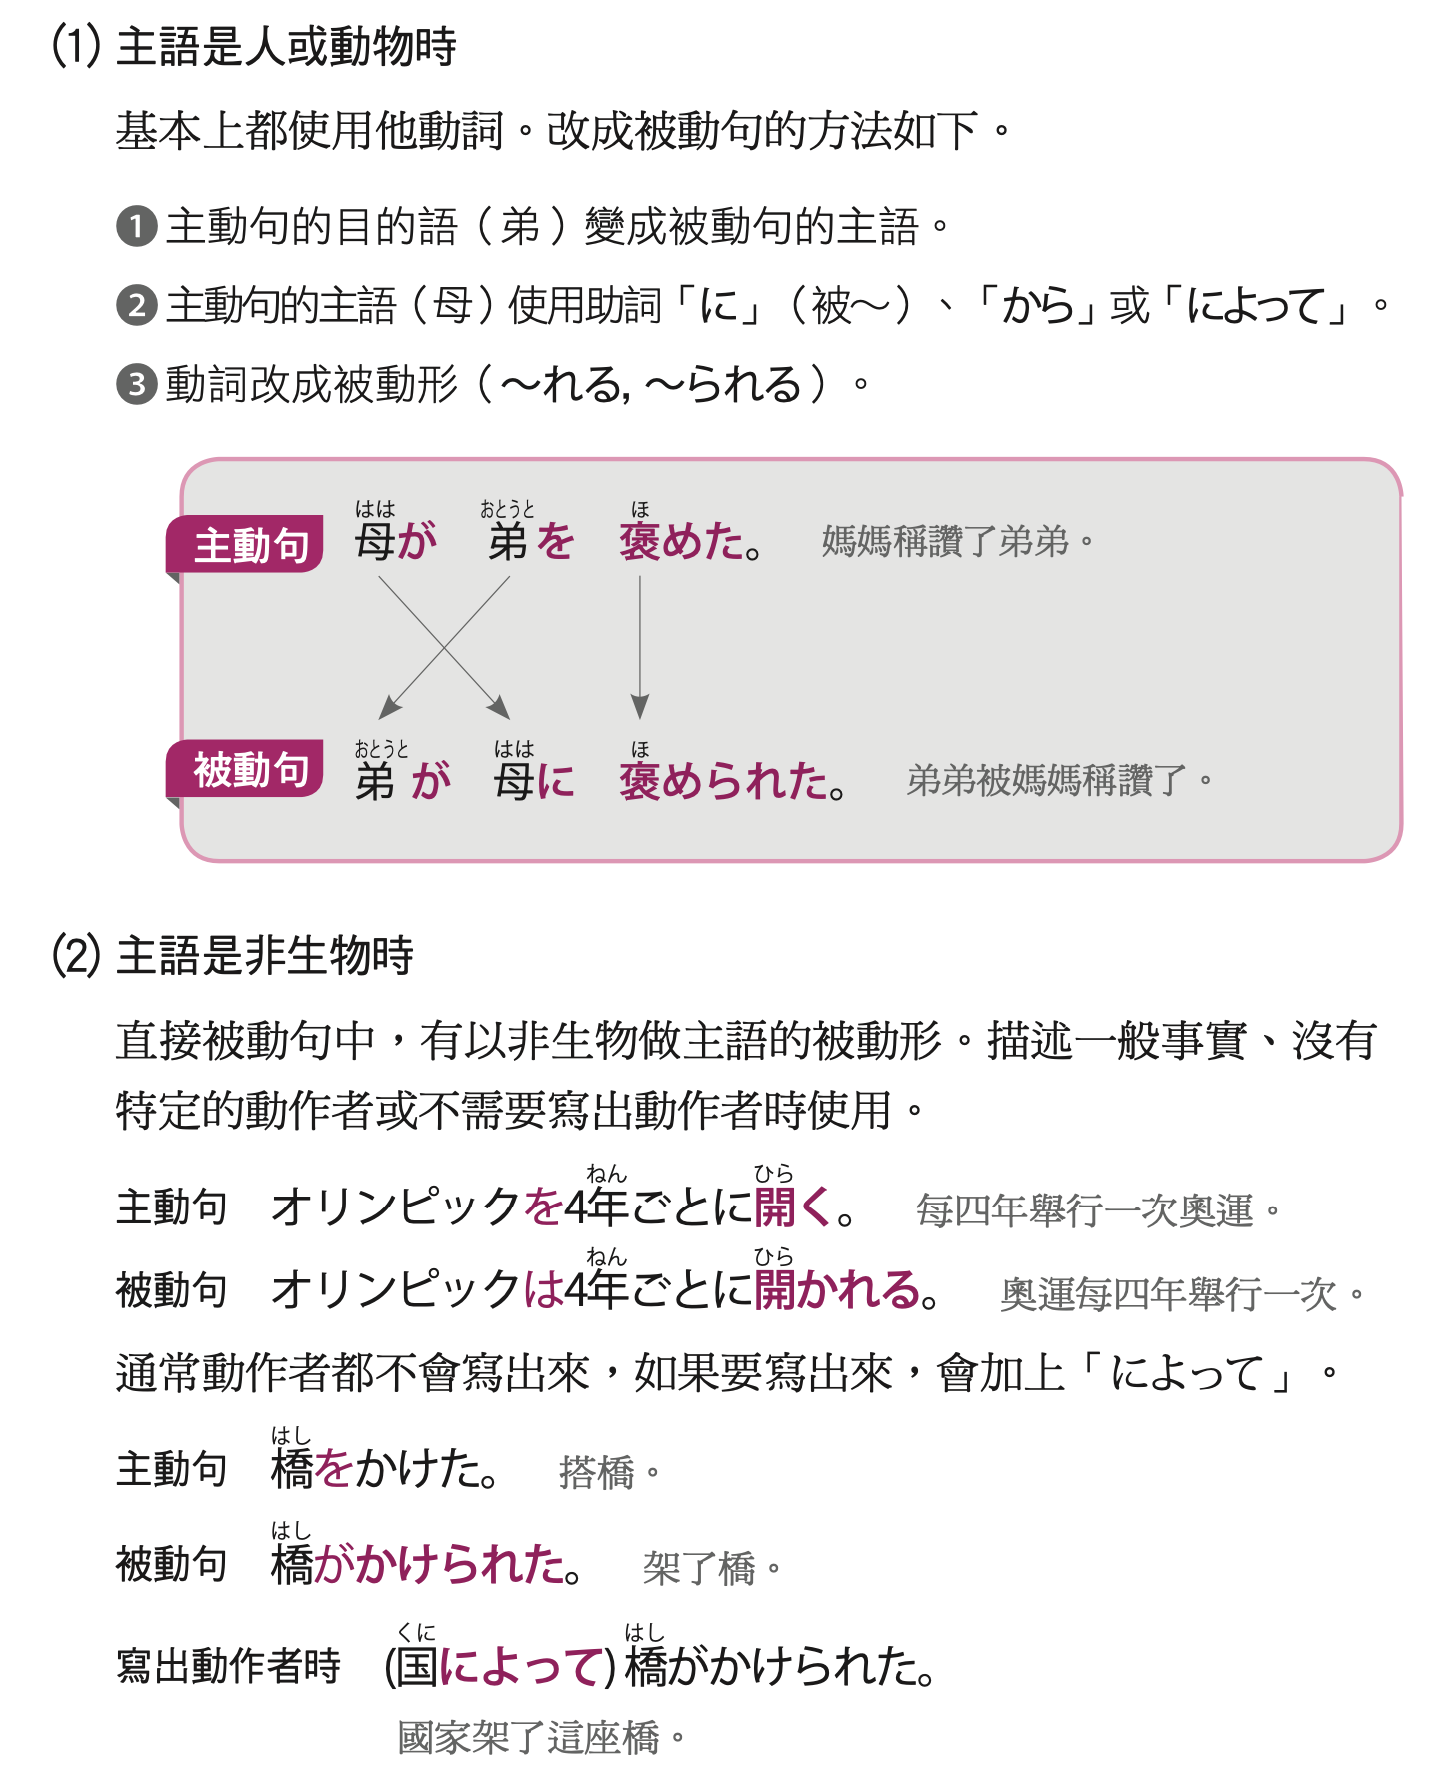 (1) 主語是人或動物時
基本上都使用他動詞。改成被動句的方法如下。
❶主動句的目的語（弟）變成被動句的主語。
❷主動句的主語（母）使用助詞「に」（被～）、「から」或「によって」。
❸動詞改成被動形（～れる, ～られる）。
はは おとうと ほ
主動句 母が 弟を 褒めた。 媽媽稱讚了弟弟。
おとうと はは ほ
被動句 弟が 母に 褒められた。 弟弟被媽媽稱讚了。
(2) 主語是非生物時
直接被動句中，有以非生物做主語的被動形。描述一般事實、沒有
特定的動作者或不需要寫出動作者時使用。
ねん ひら
主動句 オリンピックを4年ごとに開く。 每四年舉行一次奧運。
ねん ひら
被動句 オリンピックは4年ごとに開かれる。 奧運每四年舉行一次。
通常動作者都不會寫出來，如果要寫出來，會加上「によって」。
はし
主動句 橋をかけた。 搭橋。
はし
被動句 橋がかけられた。 架了橋。
くに はし
寫出動作者時 (国によって) 橋がかけられた。
國家架了這座橋。